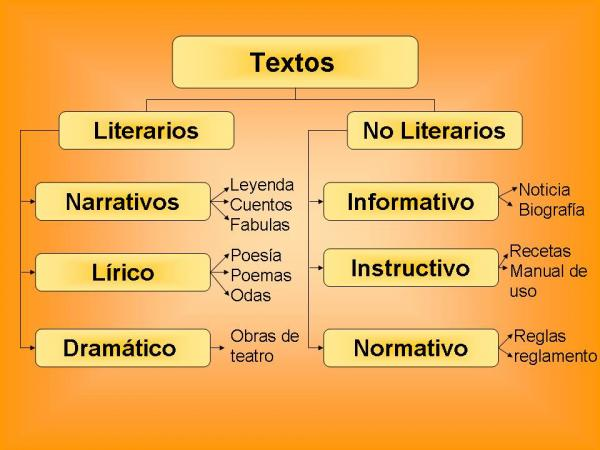 Textos
Literarios
No Literarios
Narrativos
Leyenda
Cuentos
Fabulas
Informativo
Noticia
Biografía
Lírico
Poesía
Poemas
Odas
Instructivo
Recetas
Manual de
uso
Dramático
Obras de
teatro
Normativo
Reglas
reglamento